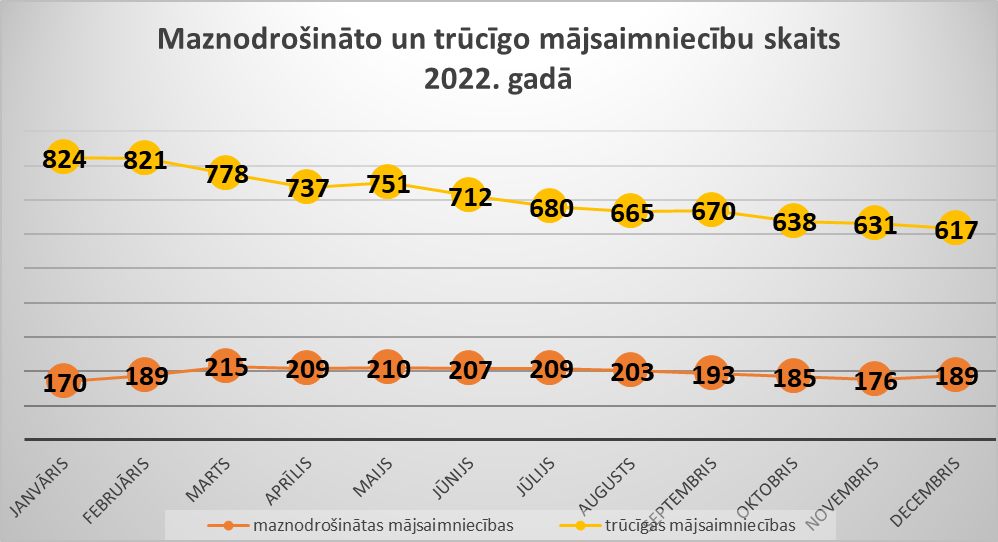 Maznodrošināto un trūcīgo mājsaimniecību skaits
2022. gadā
824 821 778 737 751 712 680 665 670 638 631 617
170 189 215 209 210 207 209 203 193 185 176 189
JANVĀRIS FEBRUĀRIS MARTS APRĪLIS MAIJS JŪNIJS JŪLIJS AUGUSTS SEPTEMBRIS OKTOBRIS NOVEMBRIS DECEMBRIS
maznodrošinātas mājsaimniecības trūcīgas mājsaimniecības